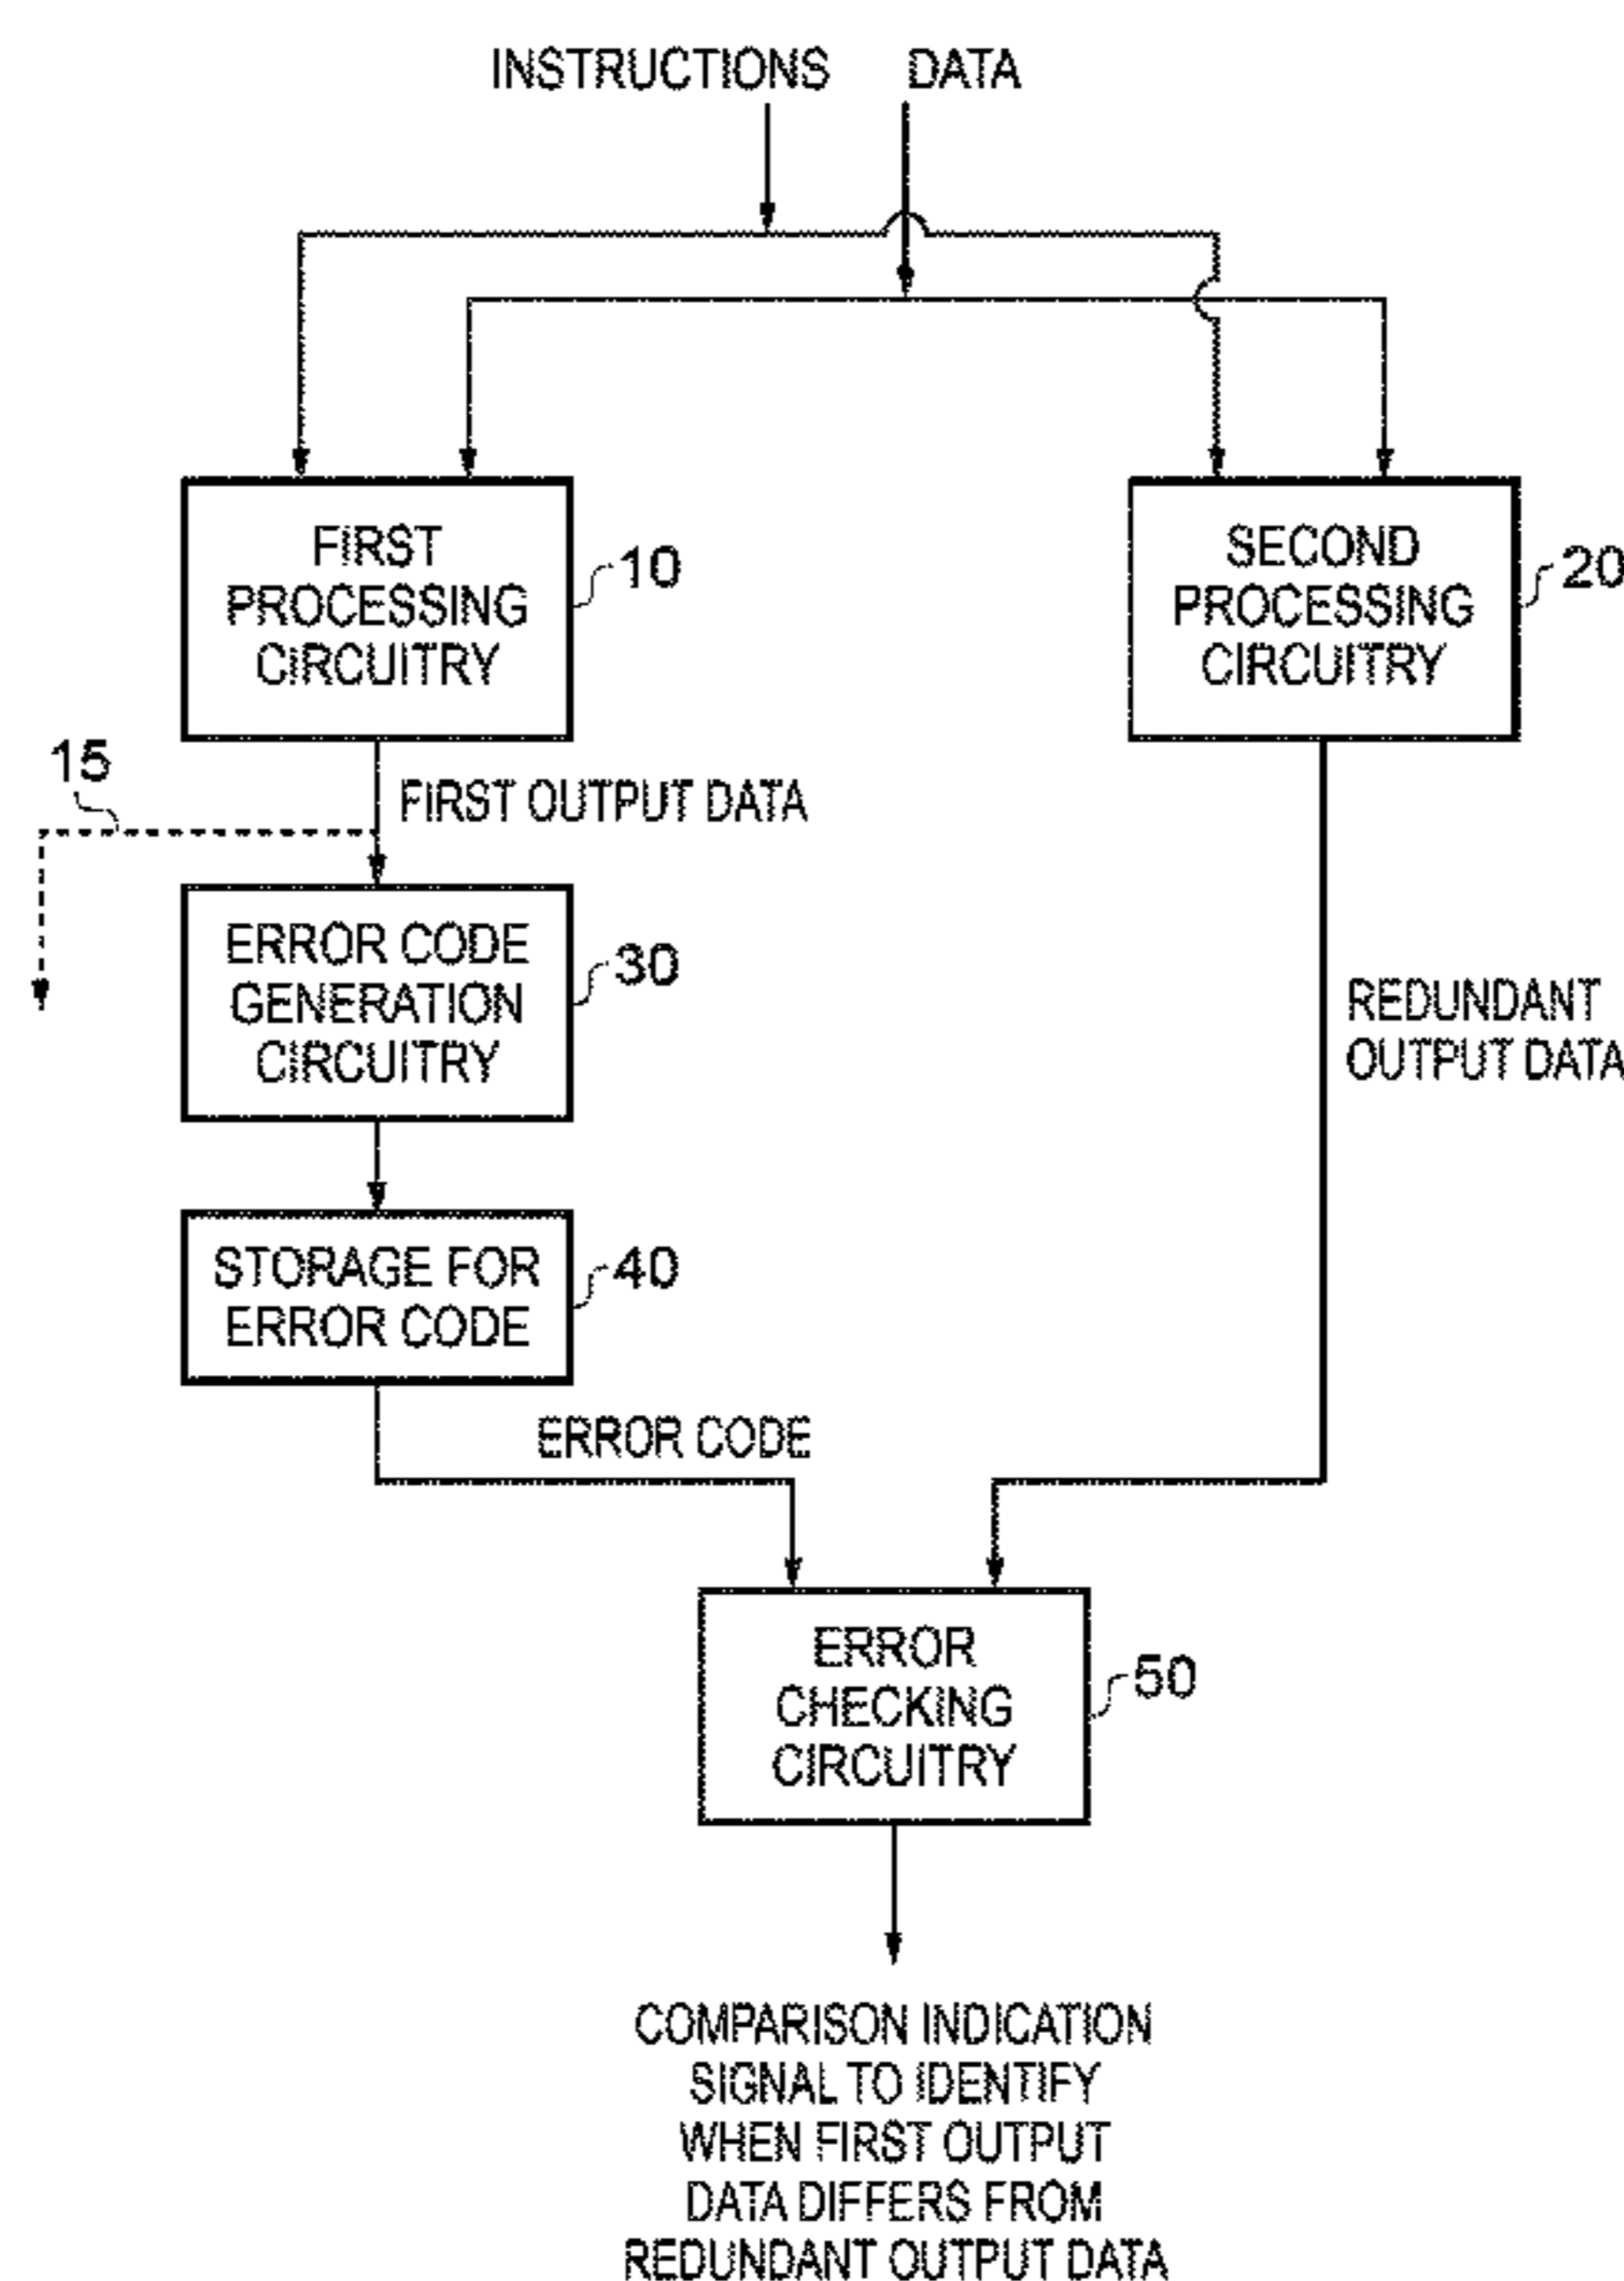 INSTRUCTIONS DATA
FIRST
PROCESSING
CIRCUITRY
10
SECOND
PROCESSING
CIRCUITRY
20
15
FIRST OUTPUT DATA
ERROR CODE
GENERATION
CIRCUITRY
30
REDUNDANT
OUTPUT DATA
STORAGE FOR
ERROR CODE
40
ERROR CODE
ERROR
CHECKING
CIRCUITRY
50
COMPARISON INDICATION
SIGNAL TO IDENTIFY
WHEN FIRST OUTPUT
DATA DIFFERS FROM
REDUNDANT OUTPUT DATA